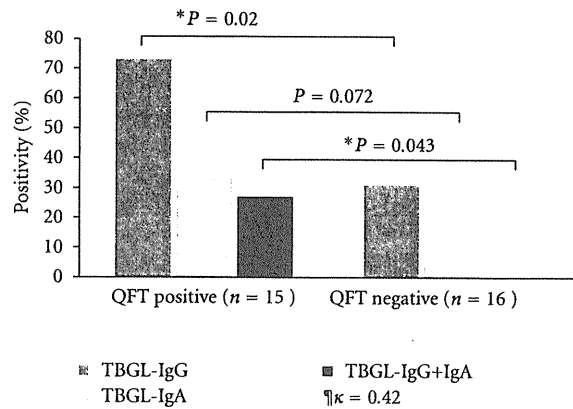 *P = 0.02
80
70
P = 0.072
60
50
*P = 0.043
40
30
20
10
0
Positivity (%)
QFT positive (n = 15 ) QFT negative (n = 16 )
TBGL-IgG TBGL-IgG+IgA
TBGL-IgA ¶κ = 0.42